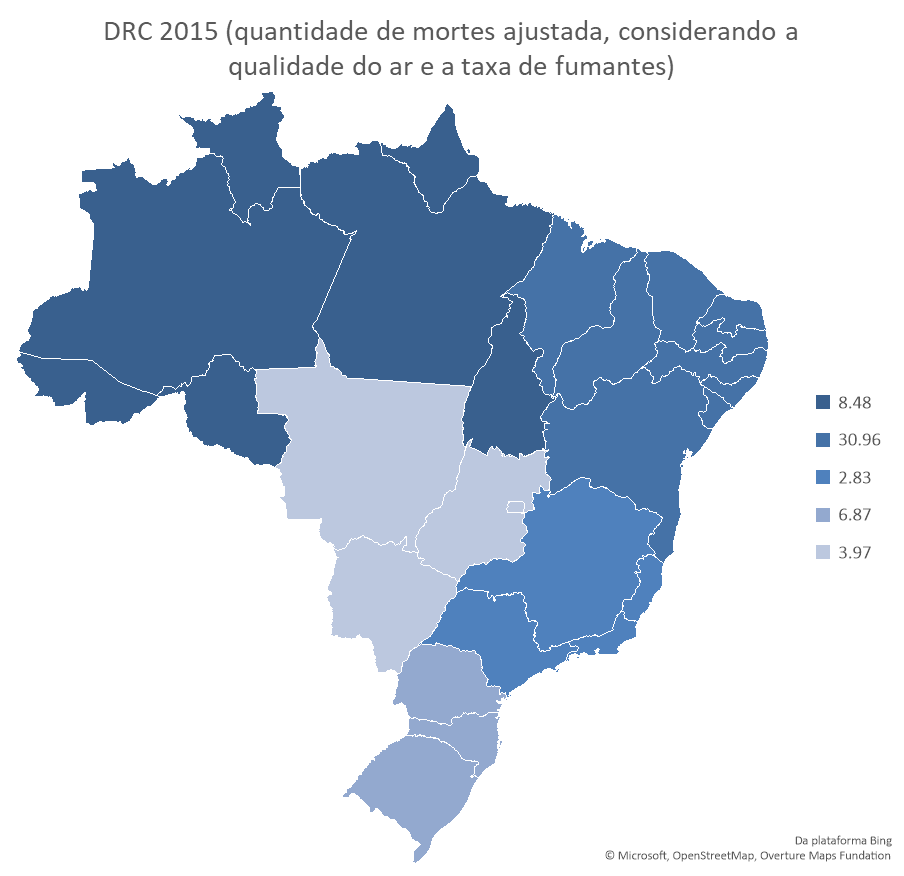 DRC 2015 (quantidade de mortes ajustada, considerando a
qualidade do ar e a taxa de fumantes)
8.48
30.96
2.83
6.87
3.97
Da plataforma Bing
© Microsoft, OpenStreetMap, Overture Maps Fundation